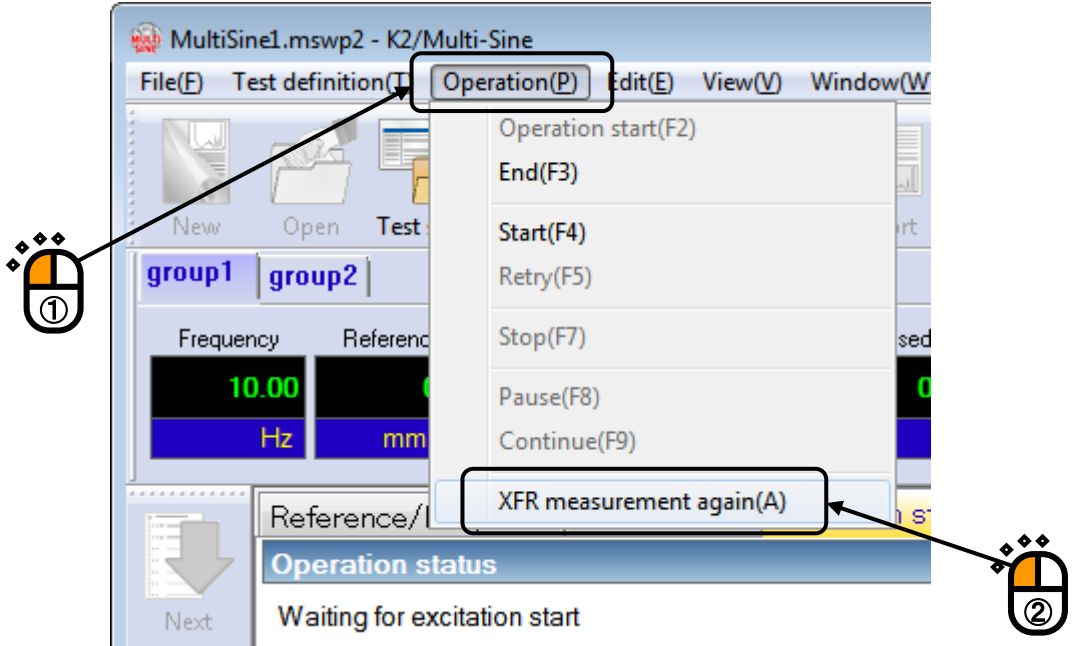 MULTI SINE
MultiSine1.mswp2 - K2/Multi-Sine
File(F) Test definition(T) Operation(P) Edit(E) View(V) Window(W
Operation start(F2)
End(F3)
New Open Test
Start(F4)
group1 group2
Retry(F5)
Frequency
Stop(F7)
10.00
Pause(F8)
Hz mm
Continue(F9)
XFR measurement again(A)
Reference/
Operation status
Next
Waiting for excitation start
①
②